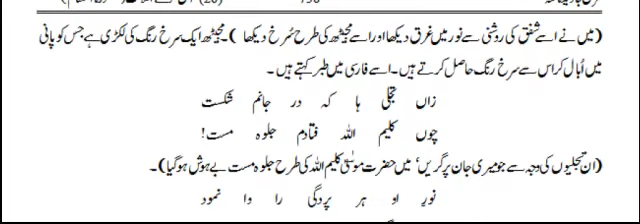 (میں نے اسے شفق کی روشنی سے نور میں غرق دیکھا اور اسے مجیٹھ کی طرح سُرخ دیکھا) ۔ مجیٹھ ایک سرخ رنگ کی لکڑی ہے جس کو پانی
میں اُبال کر اس سے سرخ رنگ حاصل کرتے ہیں۔ اسے فارسی میں طبر کہتے ہیں۔
زاں تجلی ہا کہ در جانم شکست
چوں کلیم اللہ فتادم جلوہ مست!
(ان تجلیوں کی وجہ سے جو میری جان پر گریں' میں حضرت موسیٰ کلیم اللہ کی طرح جلوہ مست بے ہوش ہو گیا)۔
نورِ او ہر پردگی را وا نمود